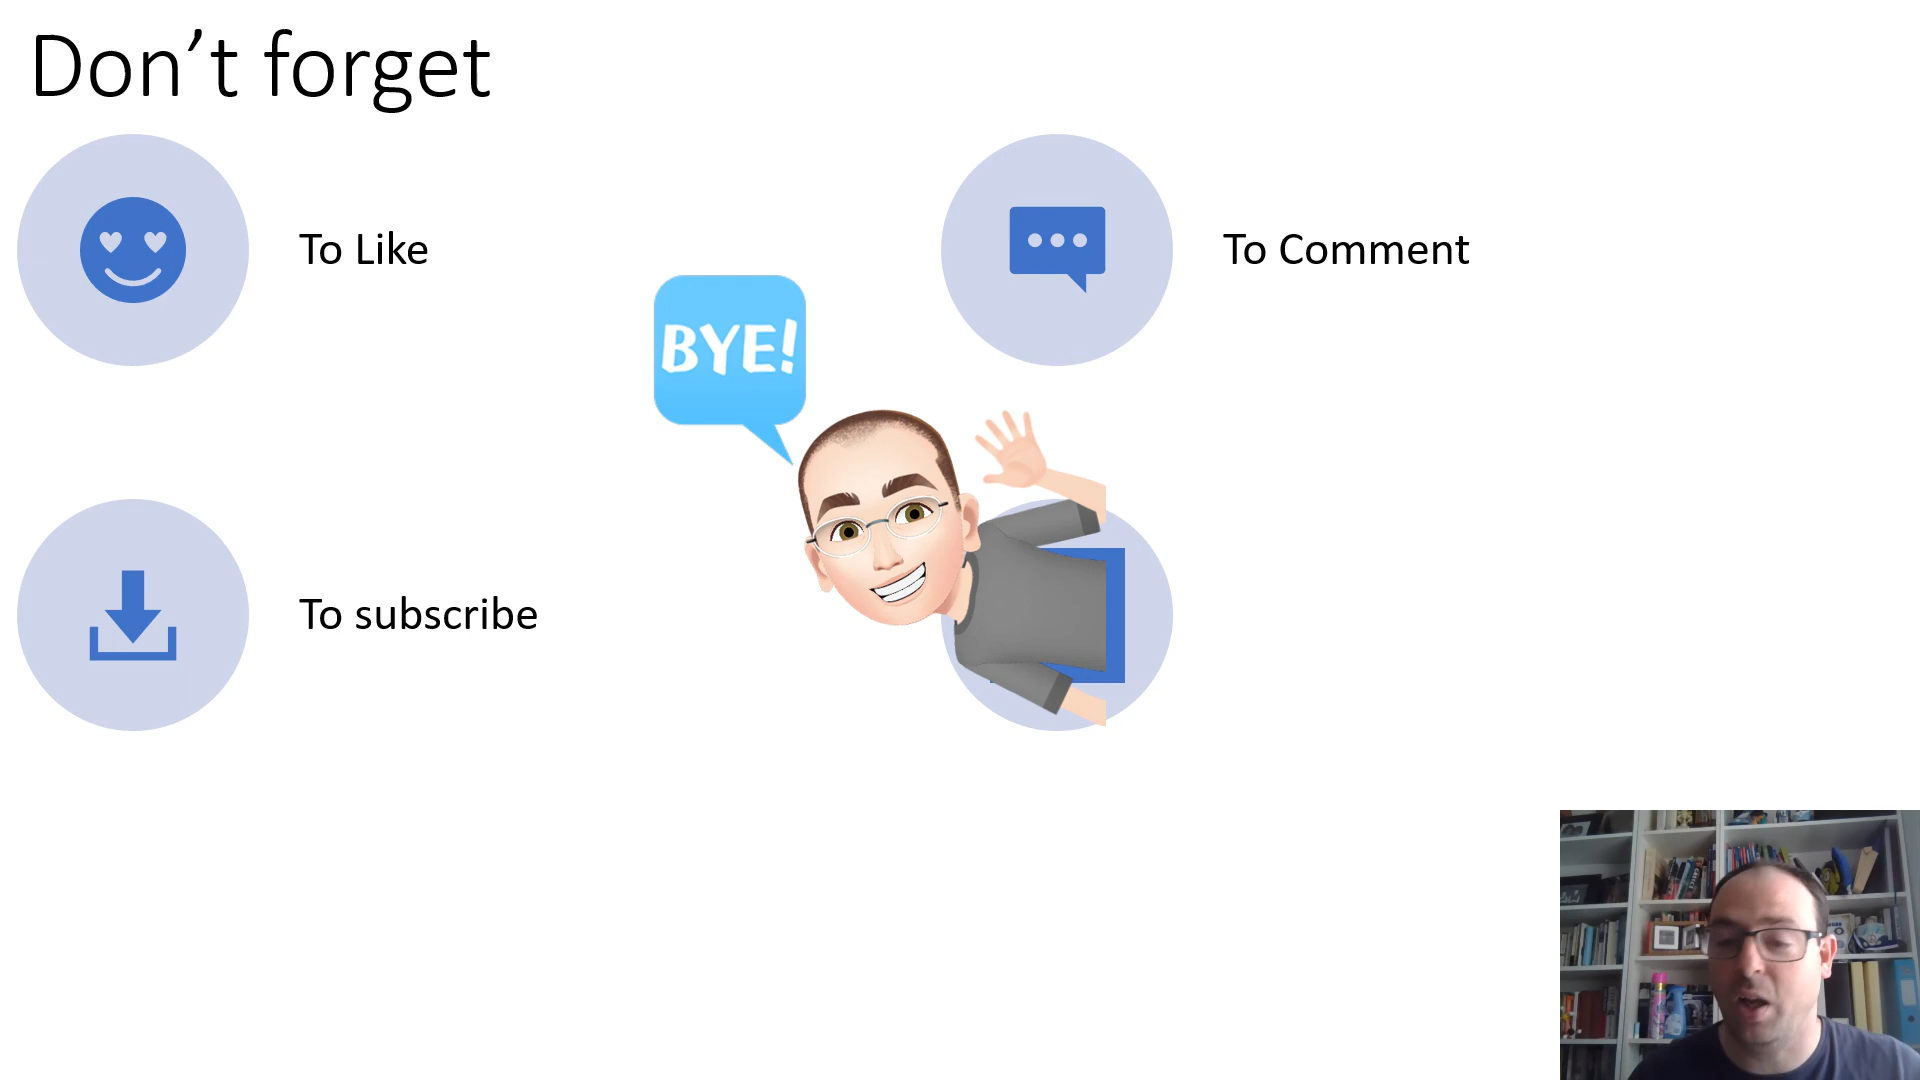 Don’t forget
To Like
To Comment
BYE!
To subscribe